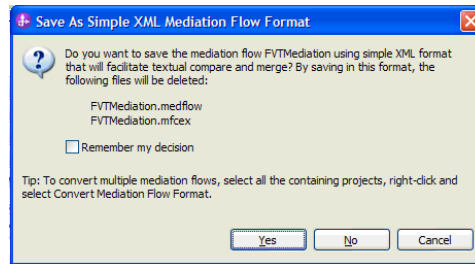 Save As Simple XML Mediation Flow Format
Do you want to save the mediation flow FVTMediation using simple XML format
that will facilitate textual compare and merge? By saving in this format, the
following files will be deleted:
FVTMediation.medflow
FVTMediation.mfcex
Remember my decision
Tip: To convert multiple mediation flows, select all the containing projects, right-click and
select Convert Mediation Flow Format.
Yes No Cancel